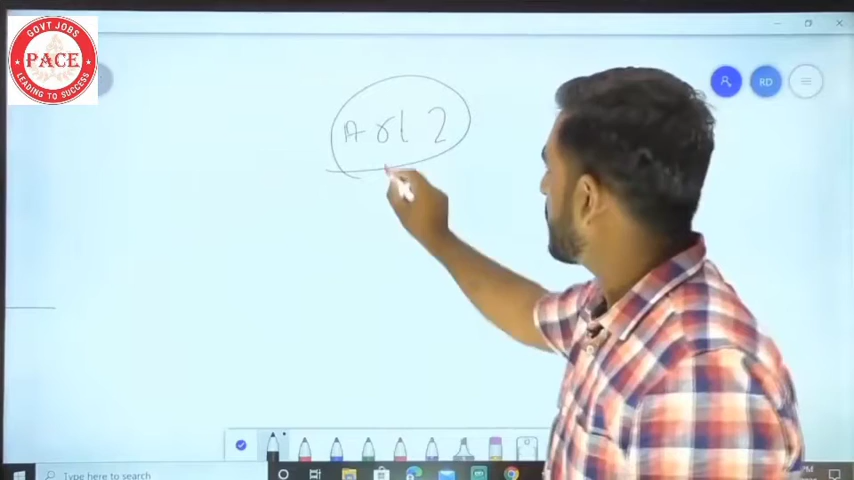 GOVT JOBS
PACE
LEADING TO SUCCESS
RD
Art 2
Type here to search